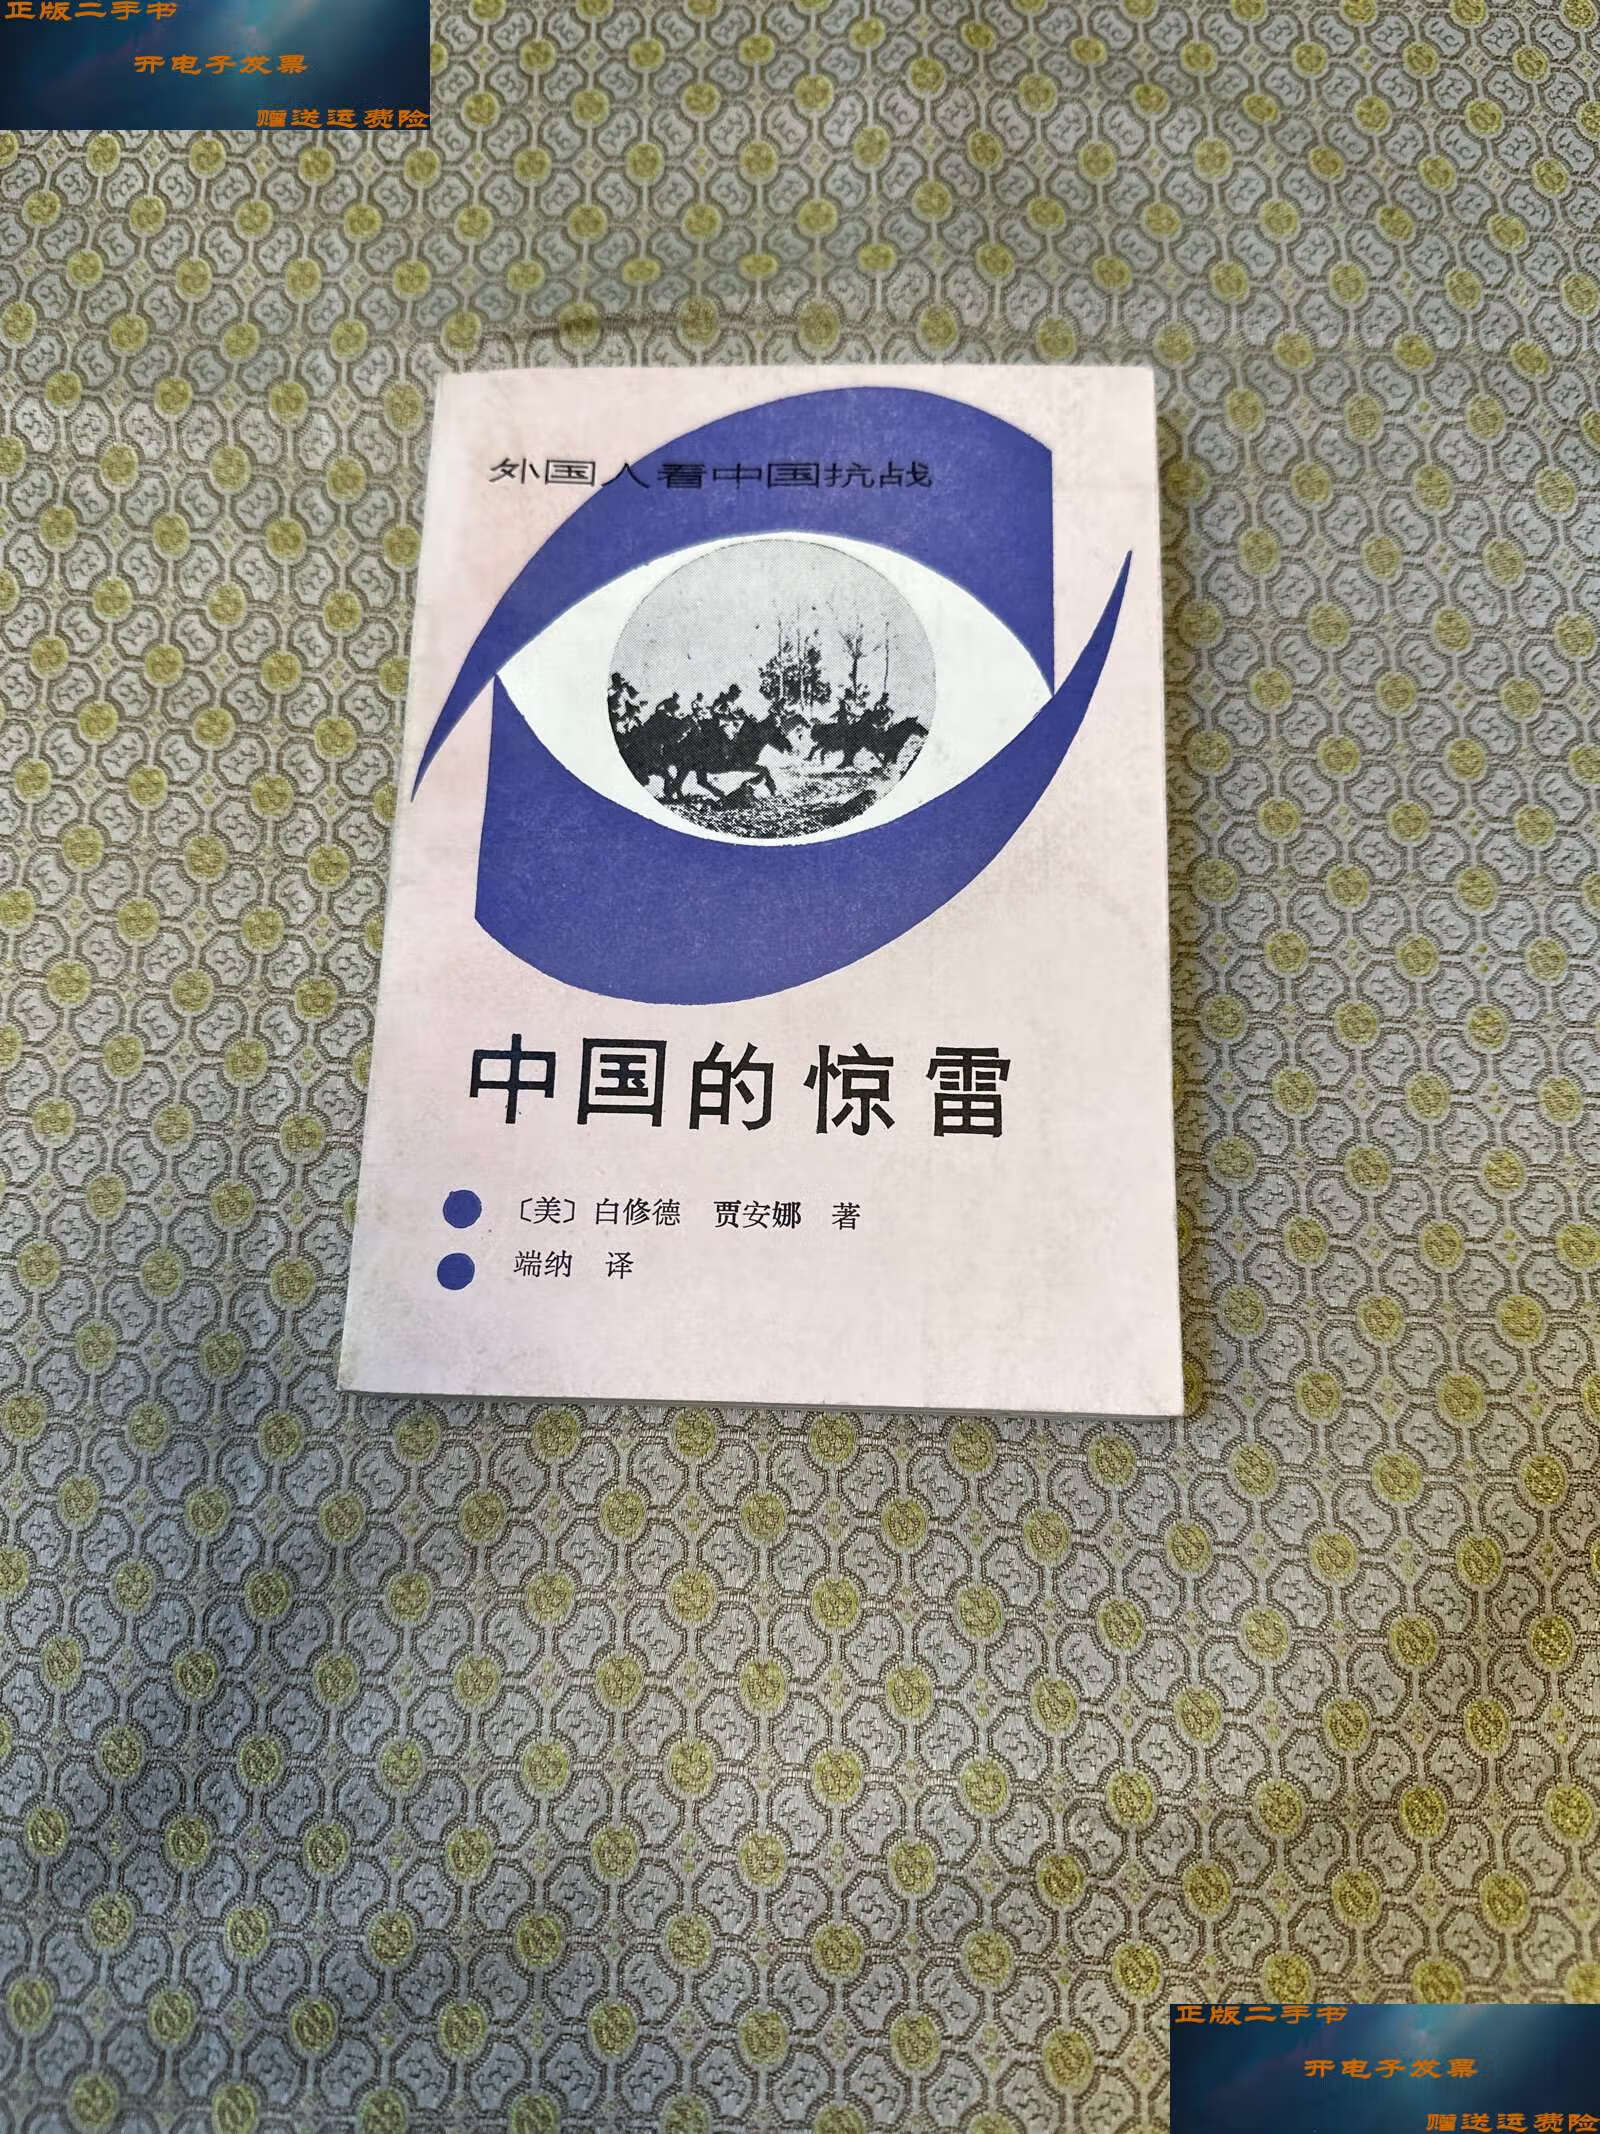 正版二手书
开电子发票
赠送运费险
外国人看中国抗战
中国的惊雷
〔美〕白修德 贾安娜 著
端纳 译
正版二手书
开电子发票
赠送运费险